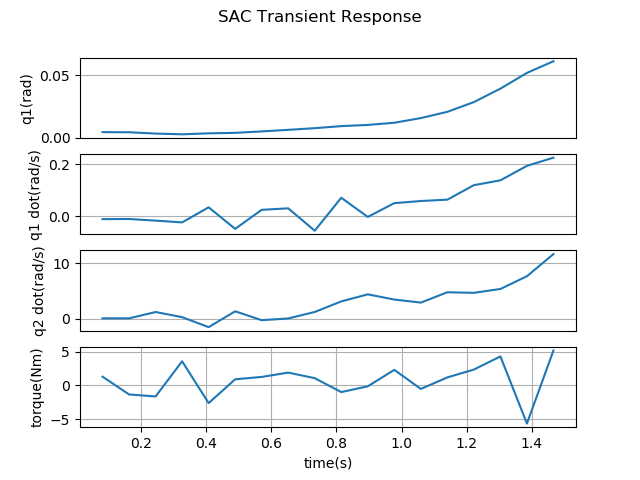 SAC Transient Response
q1(rad)
0.05
0.00
q1 dot(rad/s)
0.2
0.0
q2 dot(rad/s)
10
0
torque(Nm)
5
0
−5
0.2 0.4 0.6 0.8 1.0 1.2 1.4
time(s)